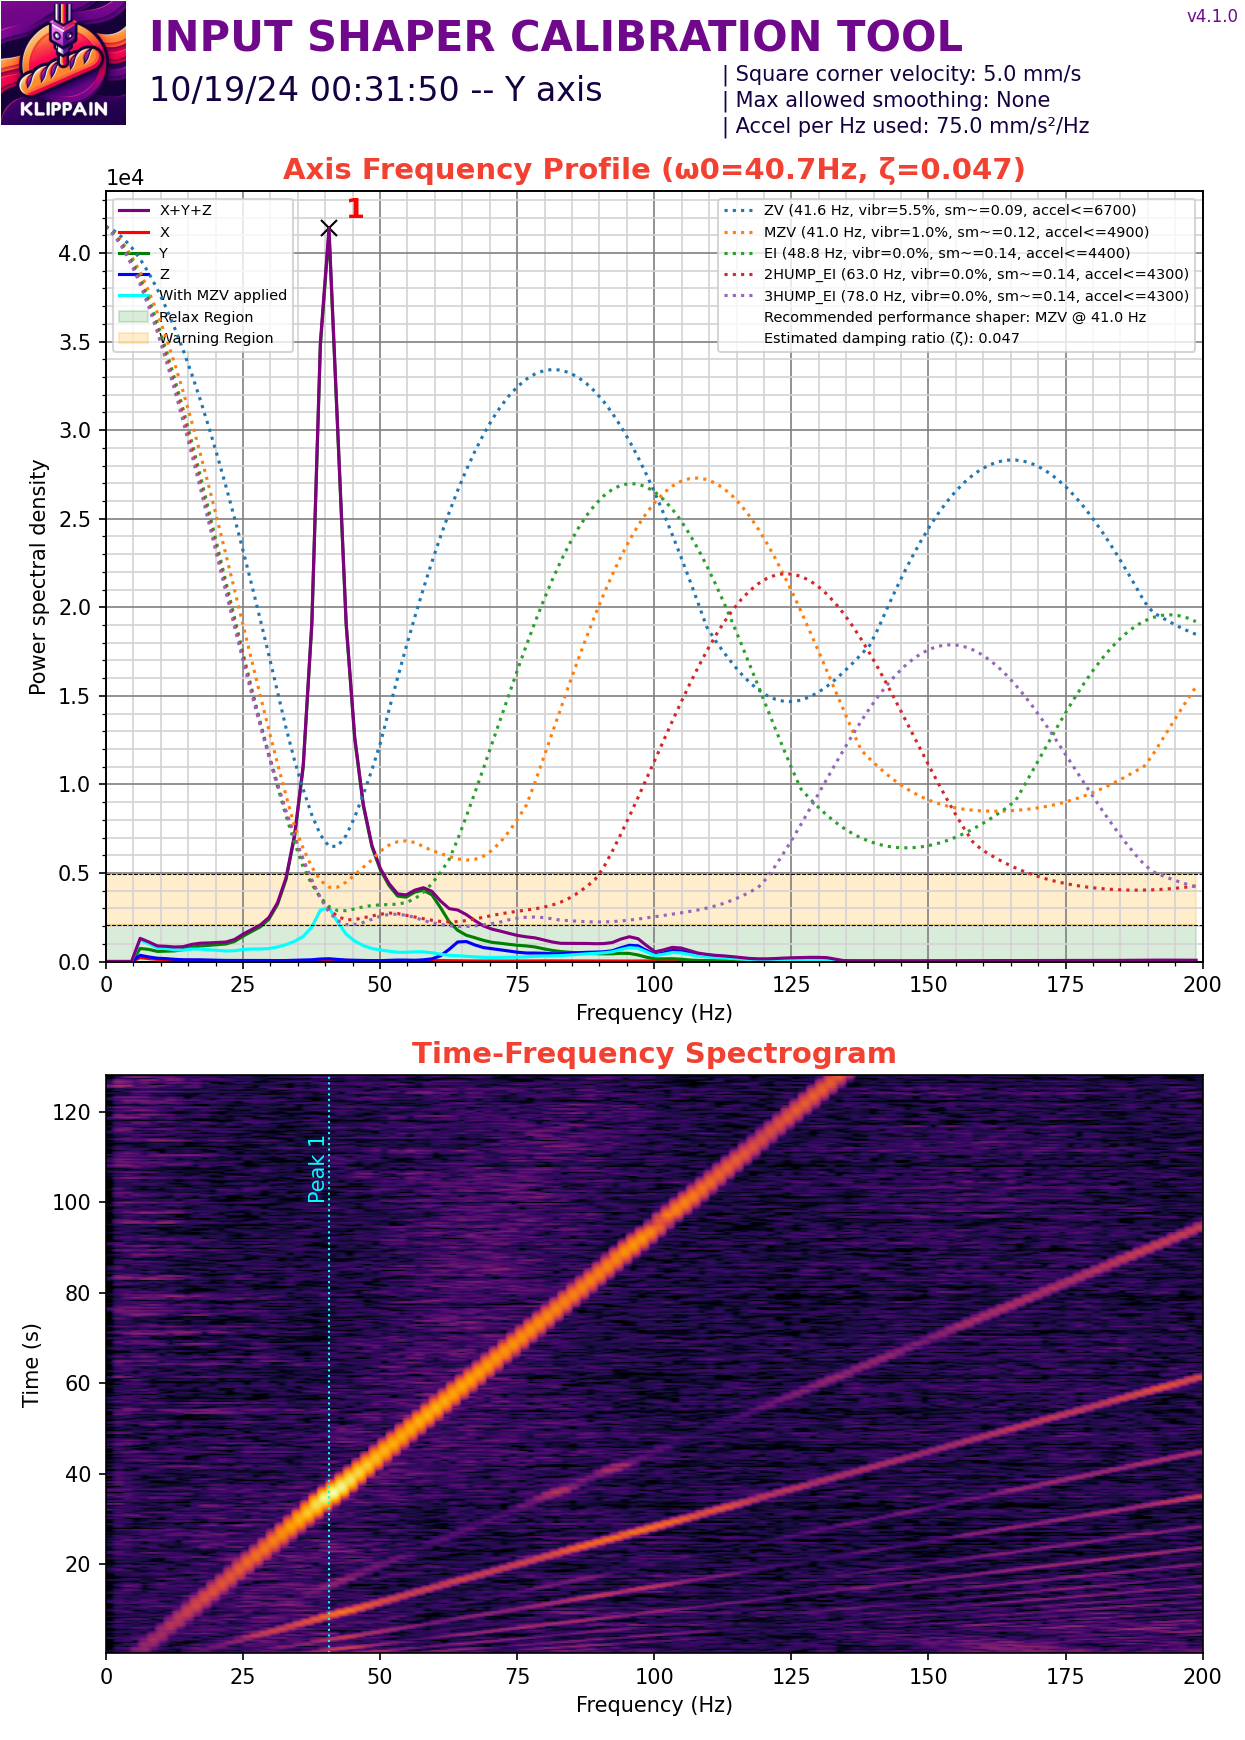 v4.1.0
INPUT SHAPER CALIBRATION TOOL
10/19/24 00:31:50 -- Y axis
| Square corner velocity: 5.0 mm/s
| Max allowed smoothing: None
| Accel per Hz used: 75.0 mm/s²/Hz
KLIPPAIN
Axis Frequency Profile (ω0=40.7Hz, ζ=0.047)
1e4
1
X+Y+Z
X
Y
Z
With MZV applied
Relax Region
Warning Region
ZV (41.6 Hz, vibr=5.5%, sm~=0.09, accel<=6700)
MZV (41.0 Hz, vibr=1.0%, sm~=0.12, accel<=4900)
EI (48.8 Hz, vibr=0.0%, sm~=0.14, accel<=4400)
2HUMP_EI (63.0 Hz, vibr=0.0%, sm~=0.14, accel<=4300)
3HUMP_EI (78.0 Hz, vibr=0.0%, sm~=0.14, accel<=4300)
Recommended performance shaper: MZV @ 41.0 Hz
Estimated damping ratio (ζ): 0.047
4.0
3.5
3.0
2.5
2.0
1.5
1.0
0.5
0.0
Power spectral density
0 25 50 75 100 125 150 175 200
Frequency (Hz)
Time-Frequency Spectrogram
Peak 1
120
100
80
60
40
20
Time (s)
0 25 50 75 100 125 150 175 200
Frequency (Hz)